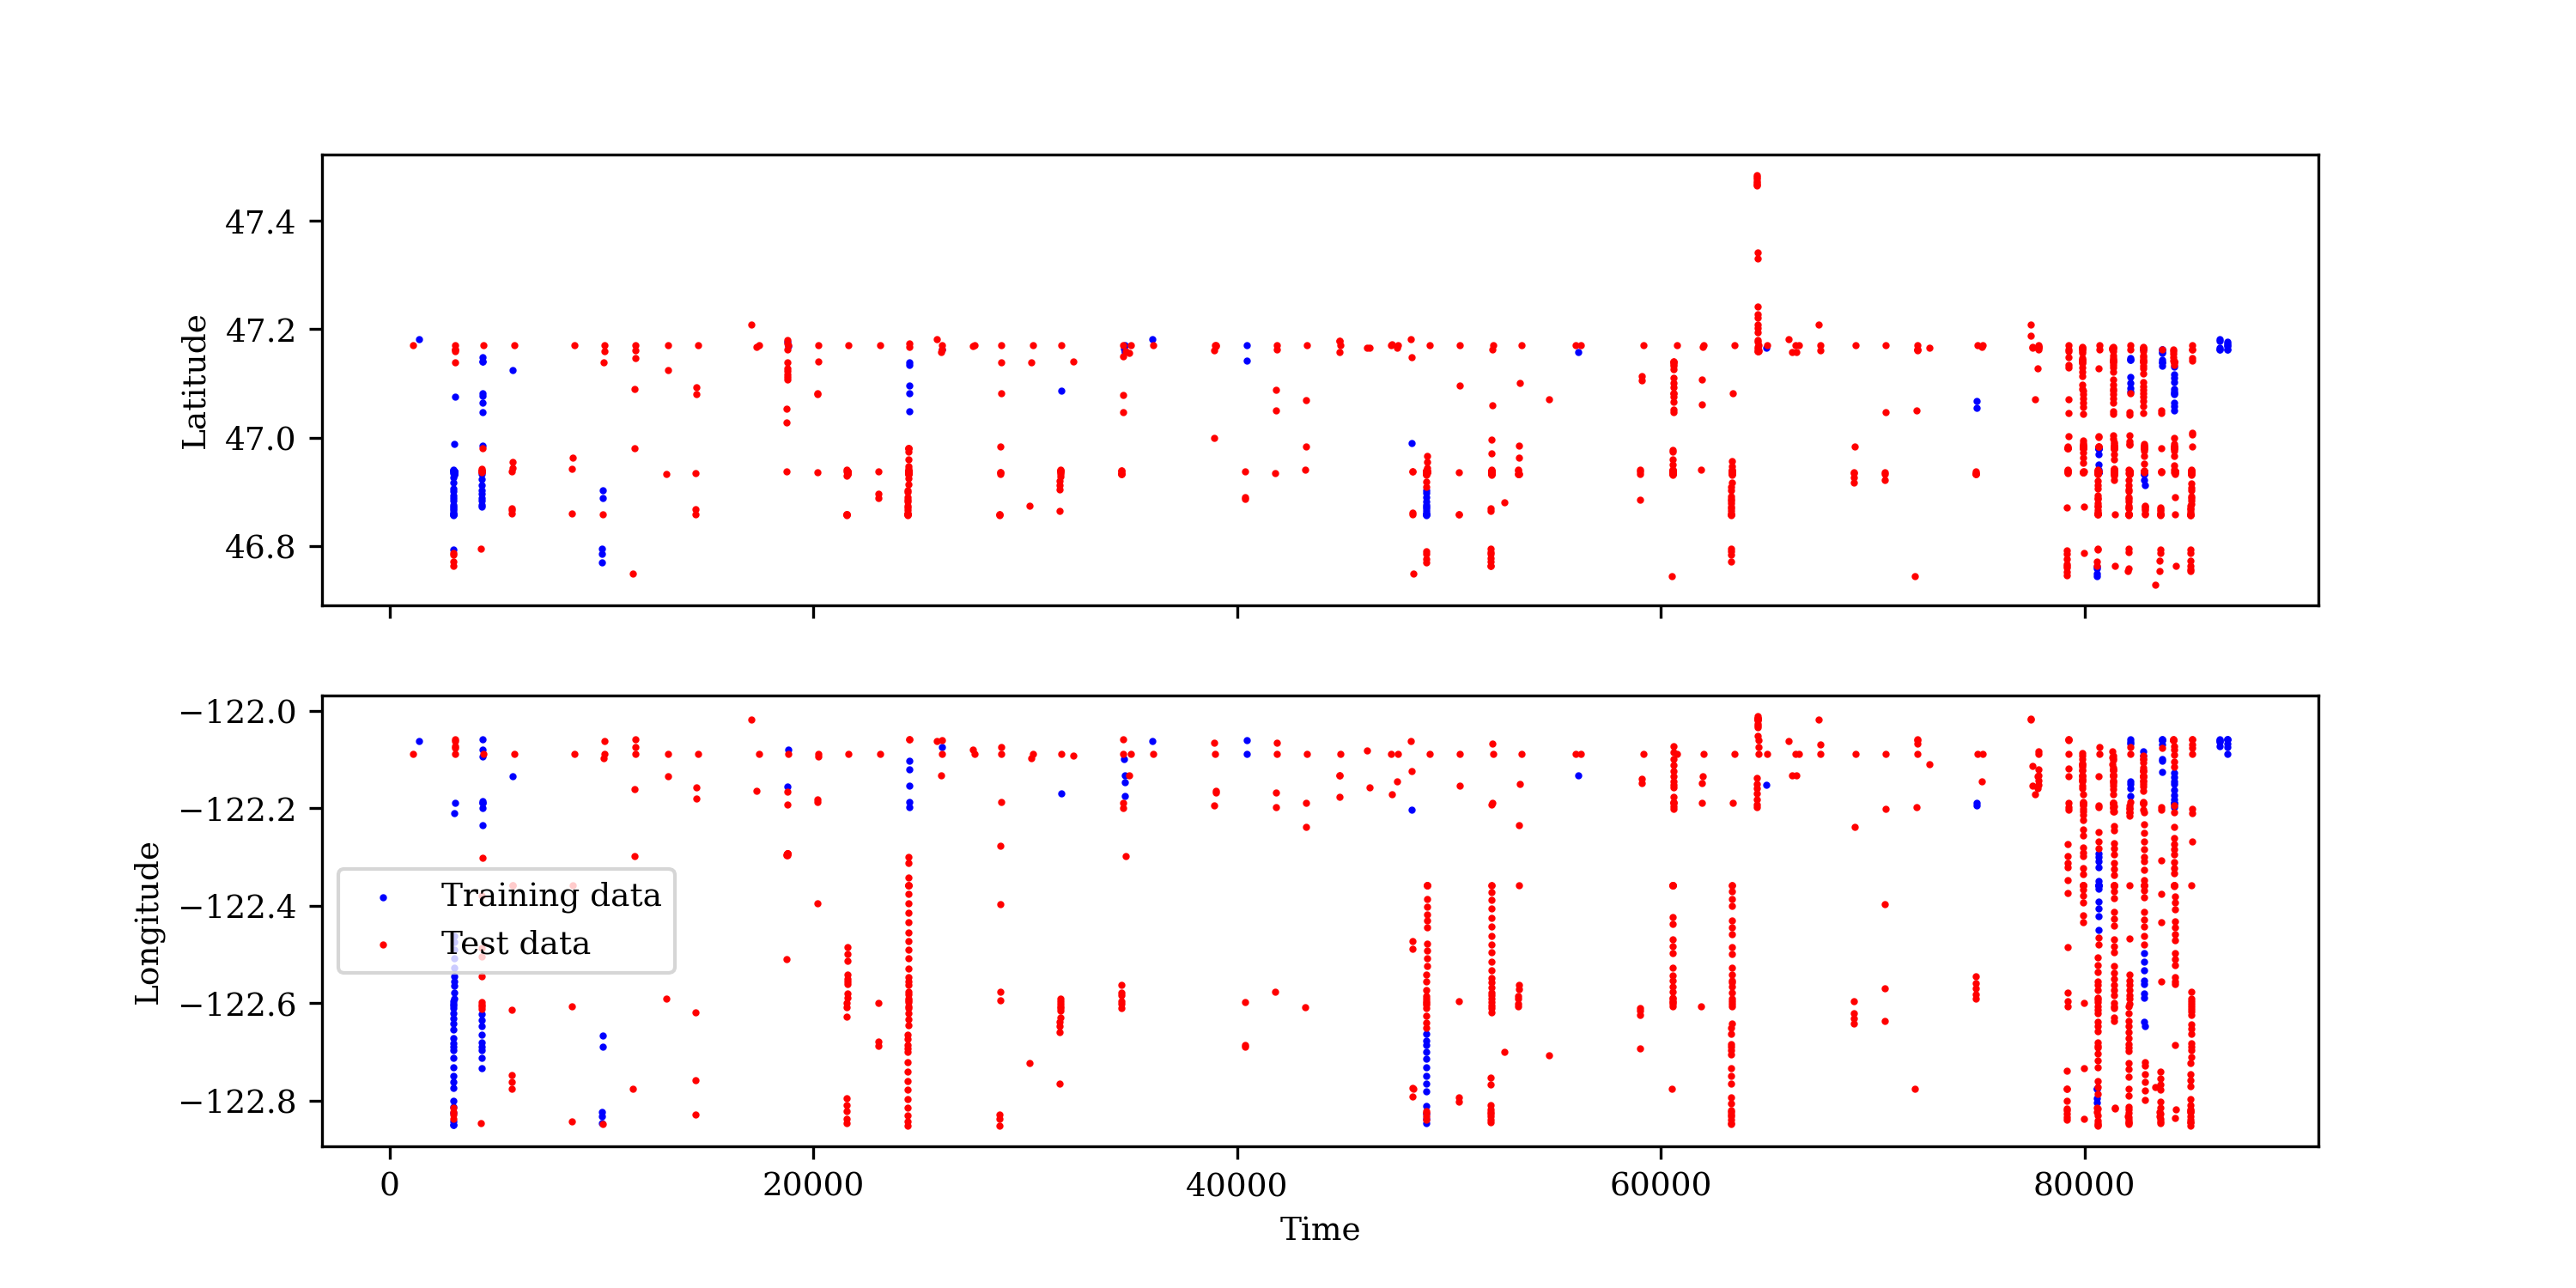 47.4
47.2
47.0
46.8
Latitude
−122.0
−122.2
−122.4
−122.6
−122.8
Longitude
Training data
Test data
0 20000 40000 60000 80000
Time